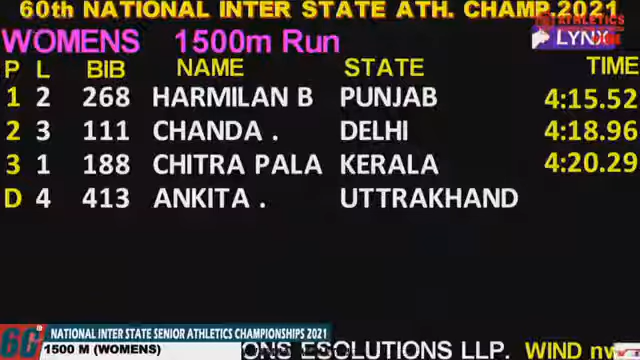 60th NATIONAL INTER STATE ATH. CHAMP.2021
ATHLETICS
WOMENS 1500m Run
LYNX
P L BIB NAME STATE TIME
1 2 268 HARMILAN B PUNJAB 4:15.52
2 3 111 CHANDA . DELHI 4:18.96
3 1 188 CHITRA PALA KERALA 4:20.29
D 4 413 ANKITA . UTTRAKHAND
60th NATIONAL INTER STATE SENIOR ATHLETICS CHAMPIONSHIPS 2021
1500 M (WOMENS) ONS ESOLUTIONS LLP. WIND nw